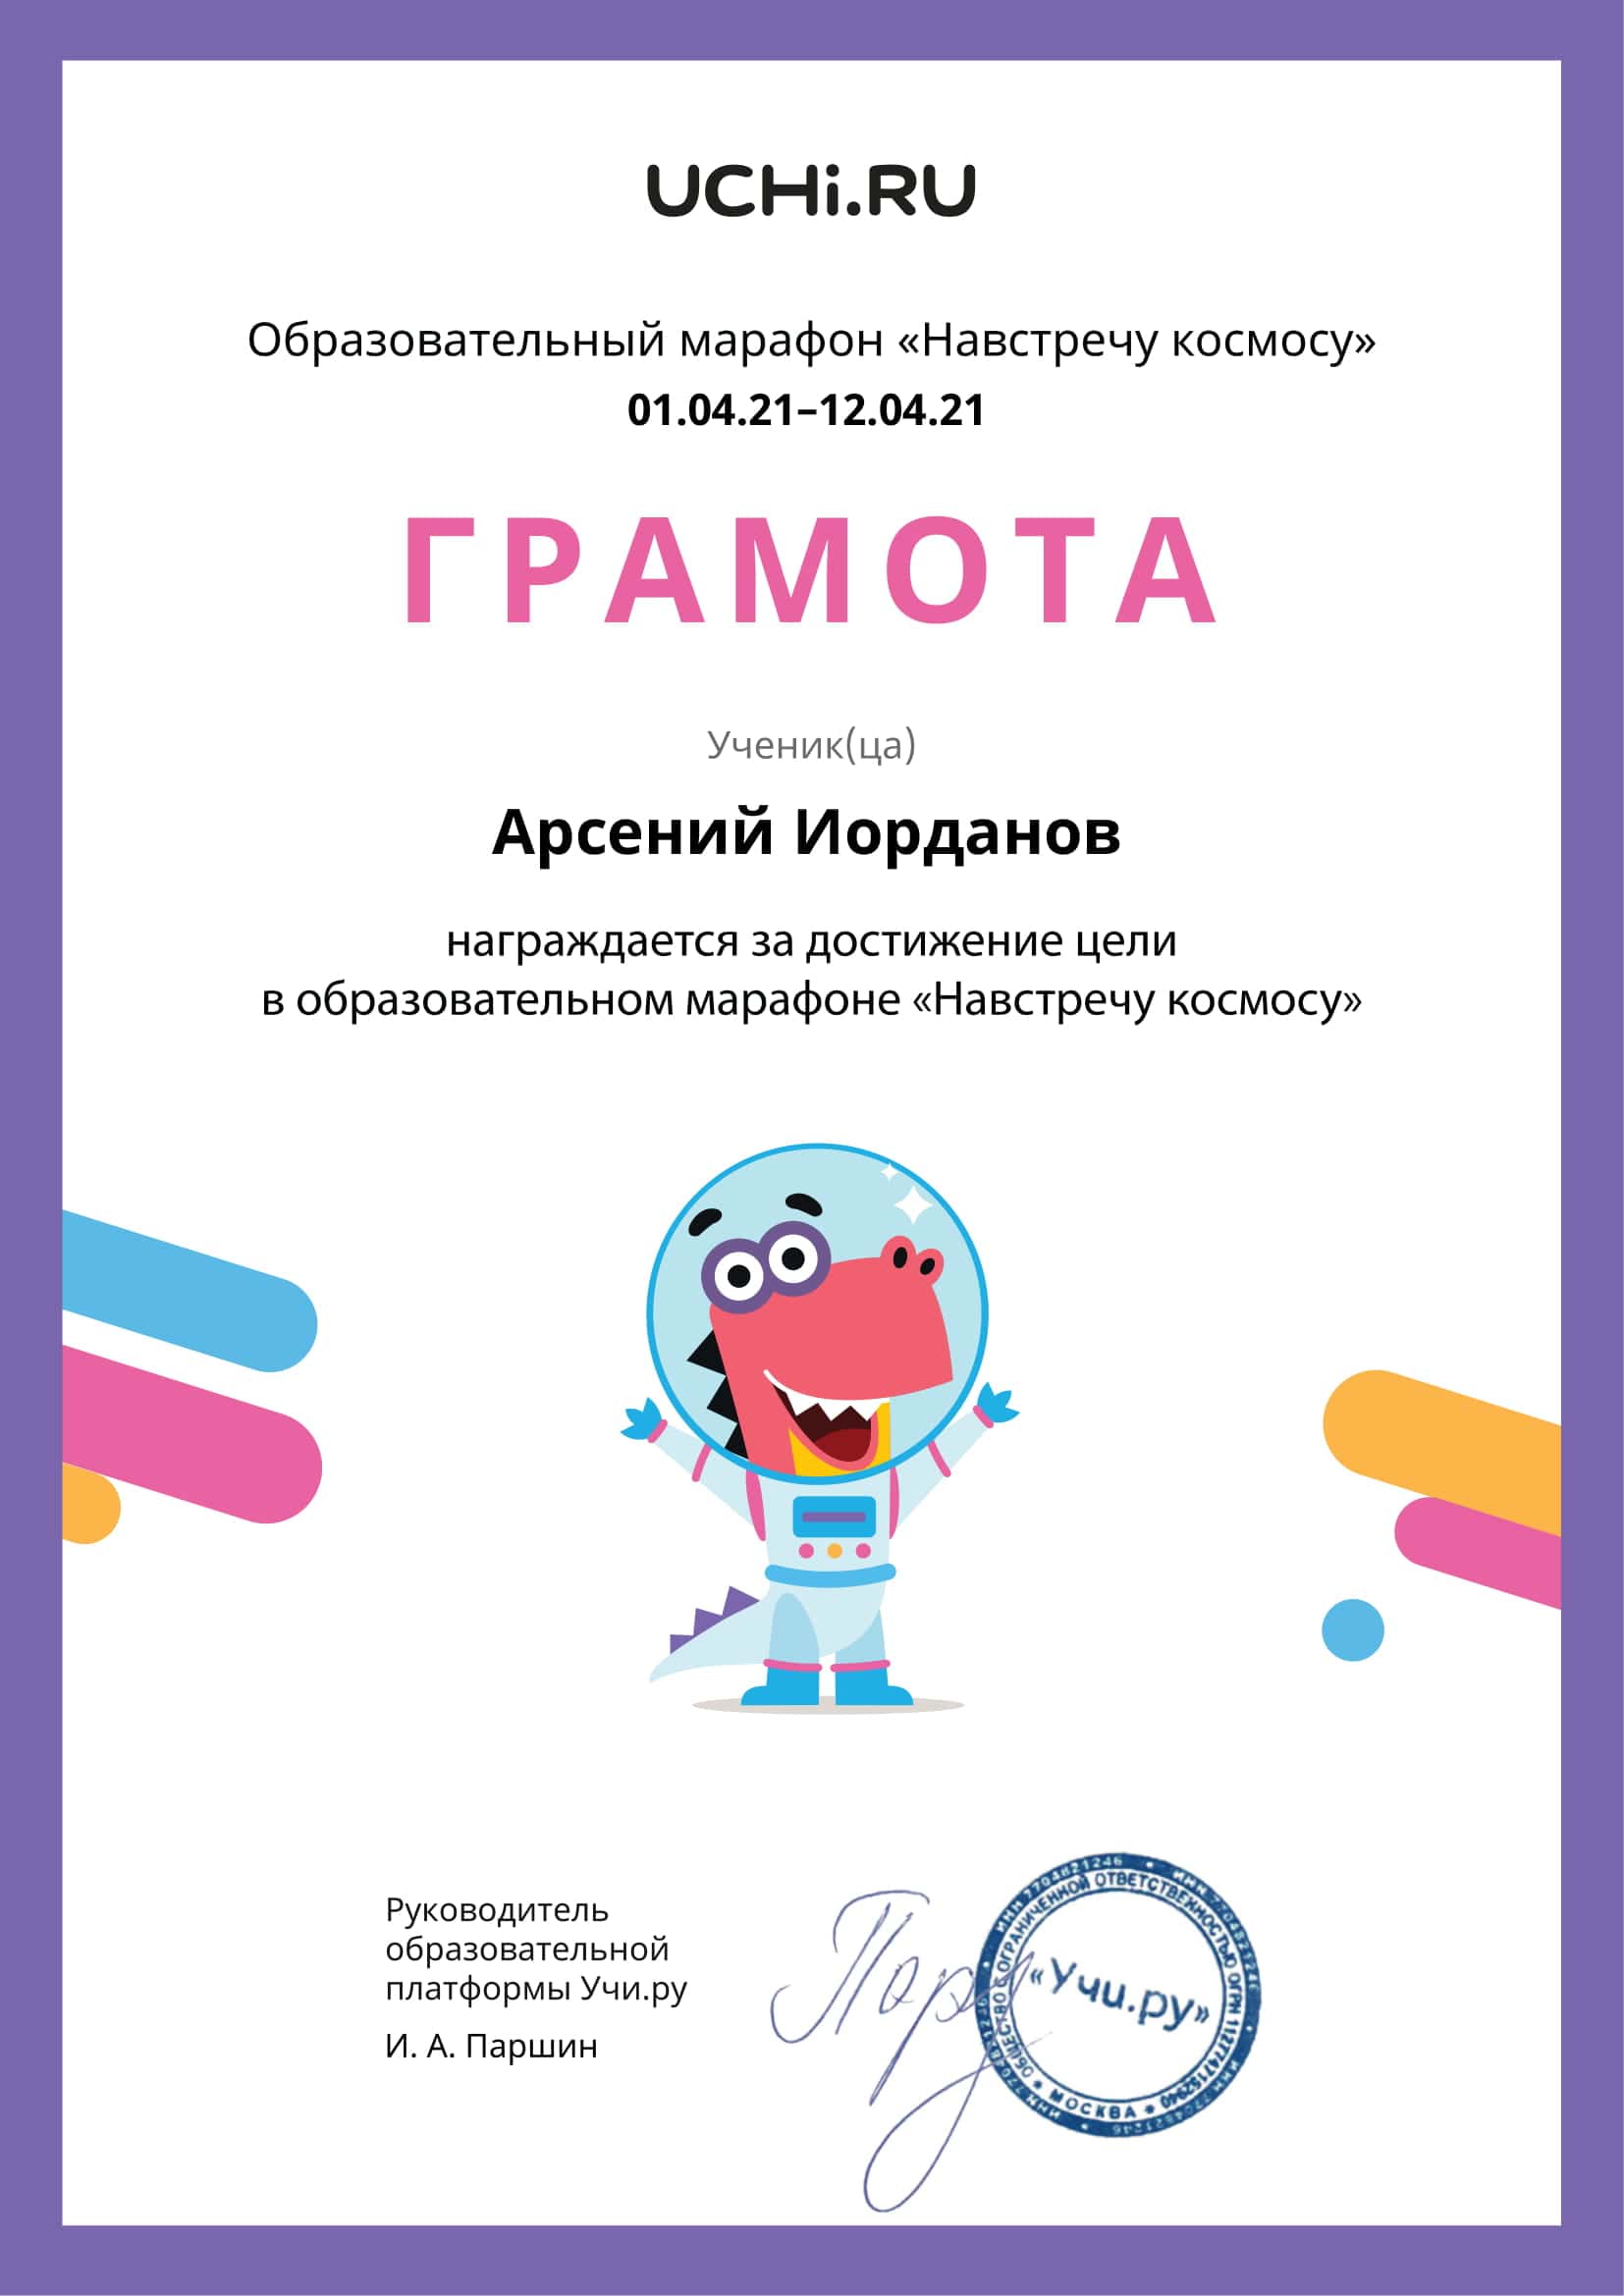 UCHi.RU
Образовательный марафон «Навстречу космосу»
01.04.21–12.04.21
ГРАМОТА
Ученик(ца)
Арсений Иорданов
награждается за достижение цели
в образовательном марафоне «Навстречу космосу»
Руководитель
образовательной
платформы Учи.ру
И. А. Паршин
«Учи.ру»
ОБЩЕСТВО С ОГРАНИЧЕННОЙ ОТВЕТСТВЕННОСТЬЮ ОГРН 1127747152940
МОСКВА
ИНН 7704821246